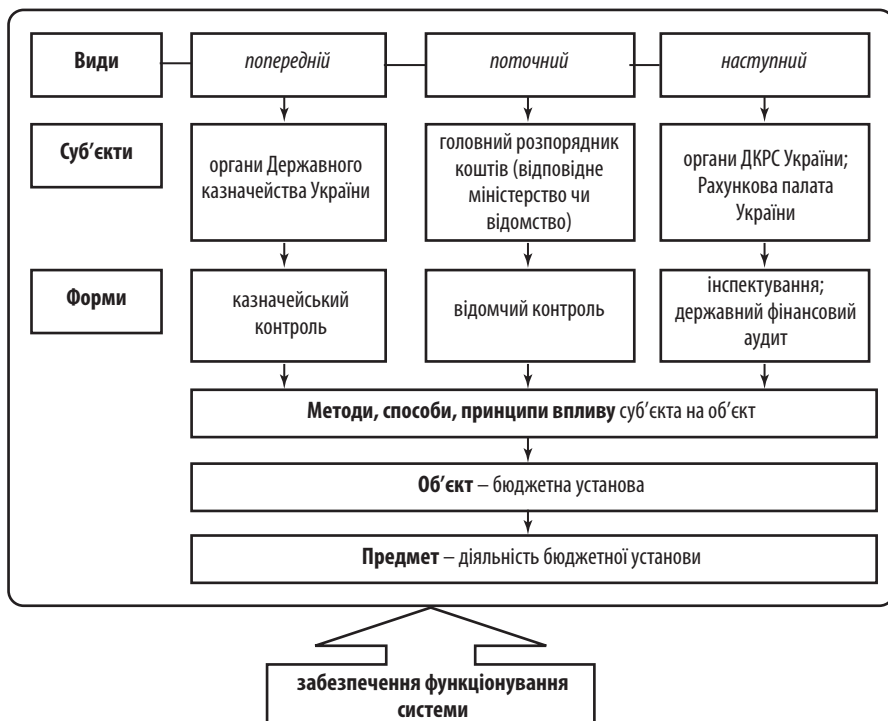 Види
попередній
поточний
наступний
Суб’єкти
органи Державного
казначейства України
головний розпорядник
коштів (відповідне
міністерство чи
відомство)
органи ДКРС України;
Рахункова палата
України
Форми
казначейський
контроль
відомчий контроль
інспектування;
державний фінансовий
аудит
Методи, способи, принципи впливу суб’єкта на об’єкт
Об’єкт – бюджетна установа
Предмет – діяльність бюджетної установи
забезпечення функціонування
системи